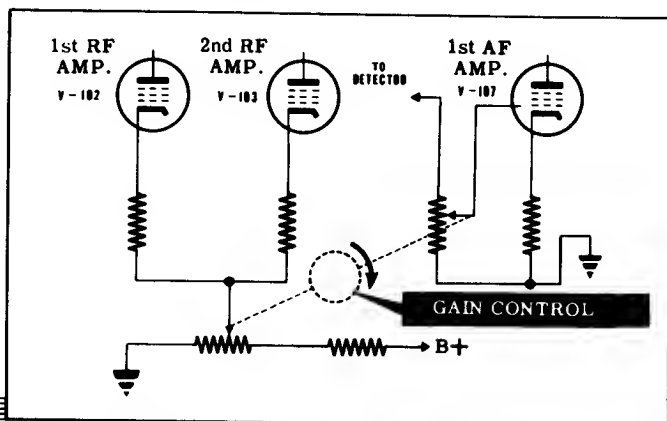 1st RF
AMP.
V-102
2nd RF
AMP.
V-103
TO
DETECTOR
1st AF
AMP.
V-107
GAIN CONTROL
B+